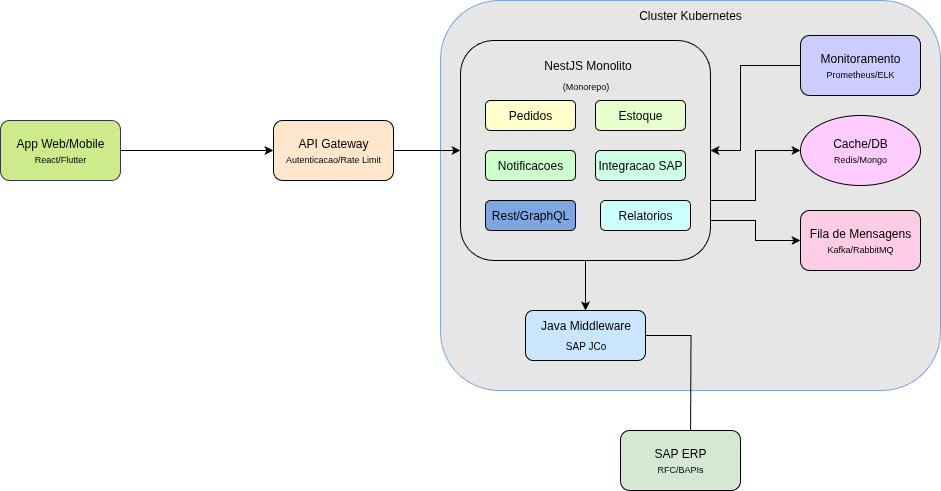 Cluster Kubernetes
NestJS Monolito
(Monorepo)
Pedidos
Estoque
Notificacoes
Integracao SAP
Rest/GraphQL
Relatorios
Monitoramento
Prometheus/ELK
Cache/DB
Redis/Mongo
Fila de Mensagens
Kafka/RabbitMQ
App Web/Mobile
React/Flutter
API Gateway
Autenticacao/Rate Limit
Java Middleware
SAP JCo
SAP ERP
RFC/BAPIs